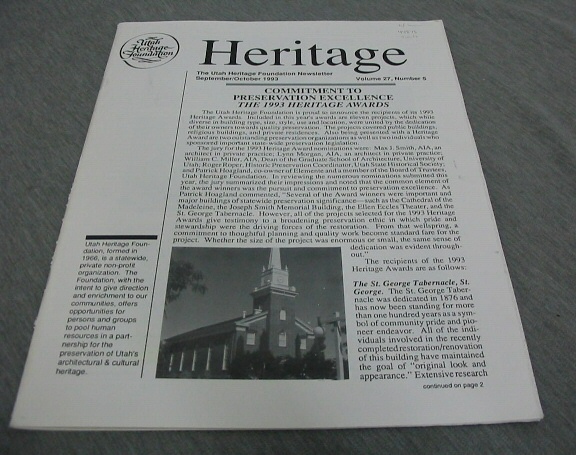 Utah
Heritage
Foundation
Heritage
The Utah Heritage Foundation Newsletter
September/October 1993
Volume 27, Number 5
COMMITMENT TO
PRESERVATION EXCELLENCE
THE 1993 HERITAGE AWARDS
The Utah Heritage Foundation is proud to announce the recipients of its 1993
Heritage Awards. Included in this year's awards are eleven projects, which while
diverse in building type, size, style, use and location, were united by the dedication
of their owners towards quality preservation. The projects covered public buildings,
religious buildings, and private residences. Also being presented with a Heritage
Award are two outstanding preservation organizations as well as two individuals who
sponsored important state-wide preservation legislation.
The jury for the 1993 Heritage Award nominations were: Max J. Smith, AIA, an
architect in private practice; Lynn Morgan, AIA, an architect in private practice;
William C. Miller, AIA, Dean of the Graduate School of Architecture, University of
Utah; Roger Roper, Historic Preservation Coordinator, Utah State Historical Society;
and Patrick Hoagland, co-owner of Elemente and a member of the Board of Trustees,
Utah Heritage Foundation. In reviewing the numerous nominations submitted this
year, the jury summarized their impressions and noted that the common element of
the award winners was the pursuit and commitment to preservation excellence. As
Patrick Hoagland commented, "Several of the Award winners were important and
major buildings of statewide preservation significance—such as the Cathedral of the
Madeleine, the Joseph Smith Memorial Building, the Ellen Eccles Theater, and the
St. George Tabernacle. However, all of the projects selected for the 1993 Heritage
Awards give testimony to a broadening preservation ethic in which pride and
stewardship were the driving forces of the restoration. From that wellspring, a
commitment to thoughtful planning and quality work become standard fare for the
project. Whether the size of the project was enormous or small, the same sense of
dedication was evident through-
out."
The recipients of the 1993
Heritage Awards are as follows:
The St. George Tabernacle, St.
George. The St. George Taber-
nacle was dedicated in 1876 and
has now been standing for more
than one hundred years as a sym-
bol of community pride and pio-
neer endeavor. All of the indi-
viduals involved in the recently
completed restoration/renovation
of this building have maintained
the goal of "original look and
appearance." Extensive research
continued on page 2
Utah Heritage Foun-
dation, formed in
1966, is a statewide,
private non-profit
organization. The
Foundation, with the
intent to give direction
and enrichment to our
communities, offers
opportunities for
persons and groups
to pool human
resources in a part-
nership for the
preservation of Utah's
architectural & cultural
heritage.